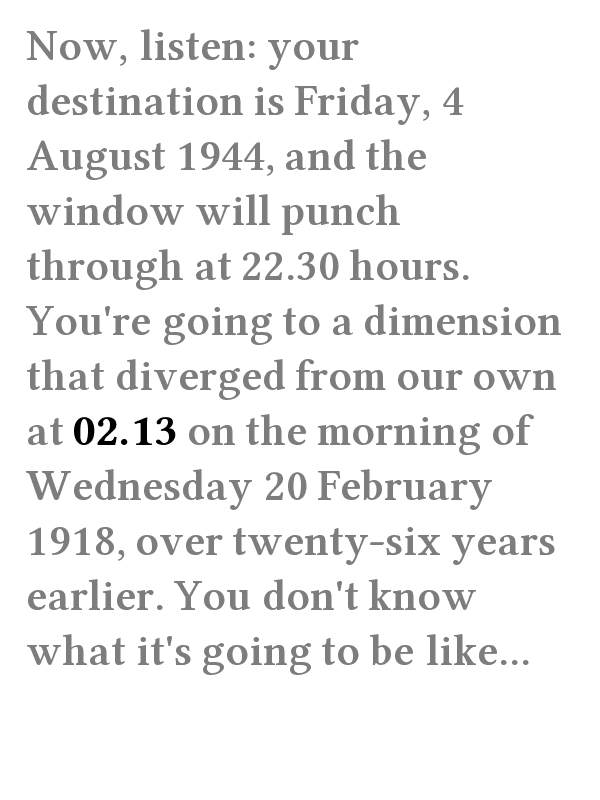 Now, listen: your
destination is Friday, 4
August 1944, and the
window will punch
through at 22.30 hours.
You're going to a dimension
that diverged from our own
at 02.13 on the morning of
Wednesday 20 February
1918, over twenty-six years
earlier. You don't know
what it's going to be like...